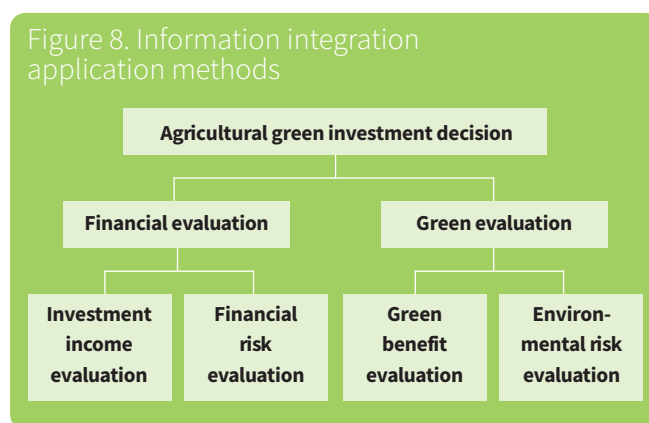 Figure 8. Information integration
application methods
Agricultural green investment decision
Financial evaluation
Green evaluation
Investment
income
evaluation
Financial
risk
evaluation
Green
benefit
evaluation
Environ-
mental risk
evaluation